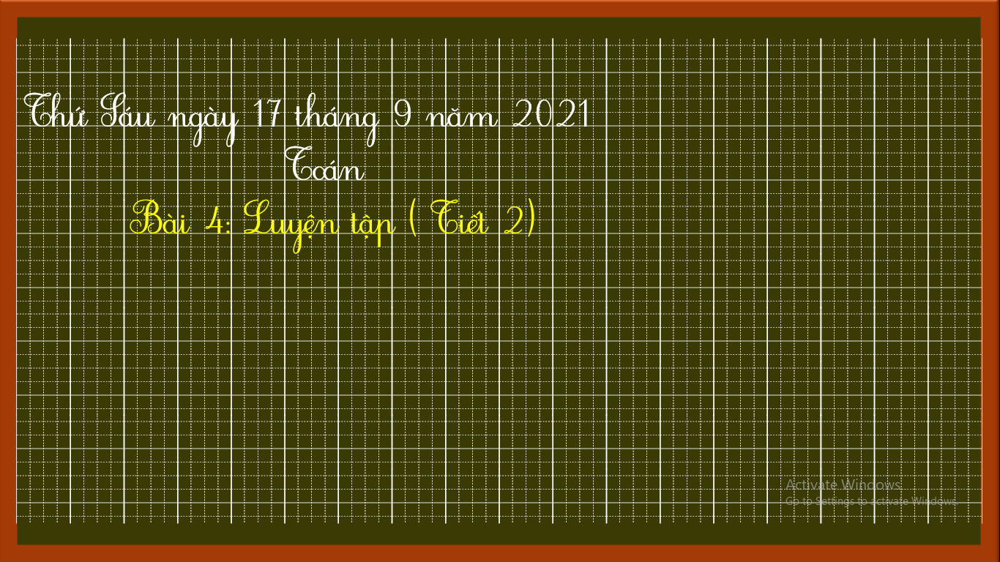 Thứ Sáu ngày 17 tháng 9 năm 2021
Toán
Bài 4: Luyện tập ( Tiết 2)
Activate Windows
Go to Settings to activate Windows.